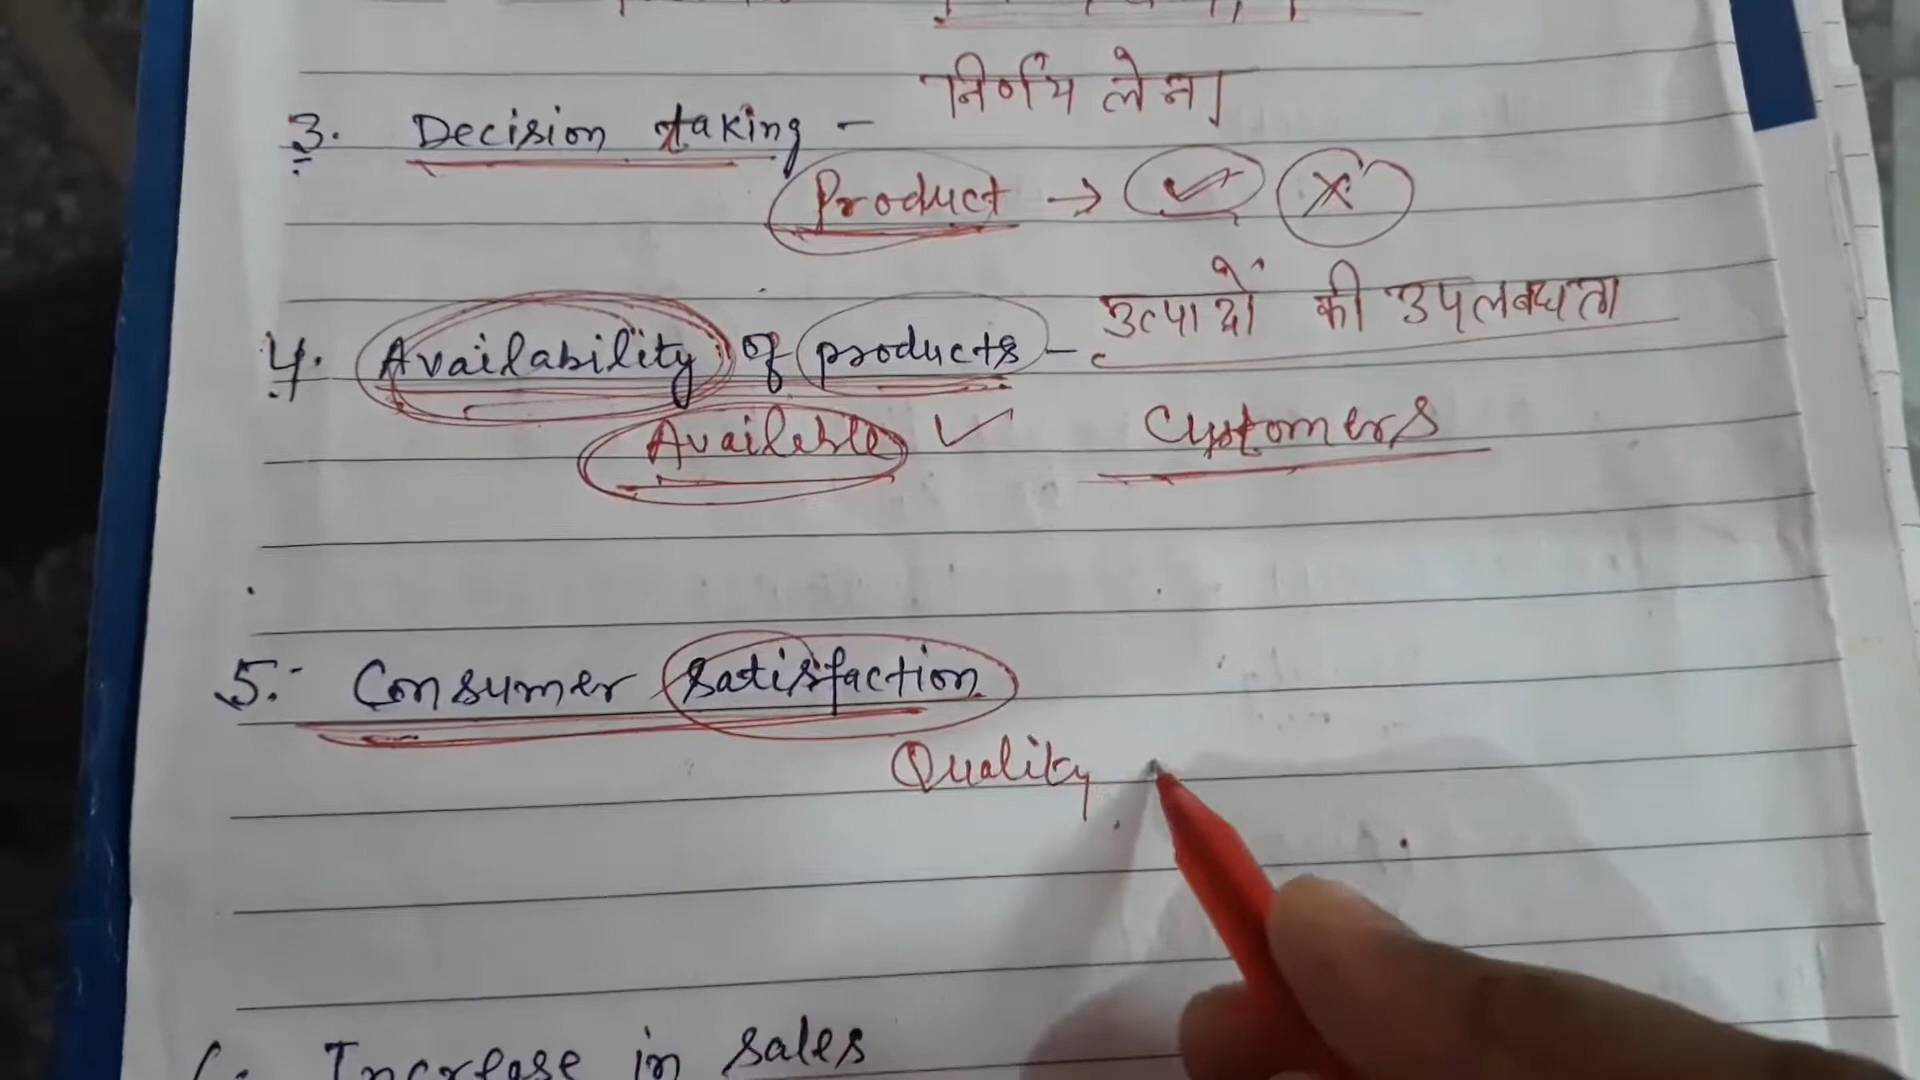 निर्णय लेना
3. Decision taking -
Product → ✓ ✗
4. Availability of products - उत्पादों की उपलब्धता
Available ✓ Customers
5. Consumer satisfaction
Quality
Increase in sales